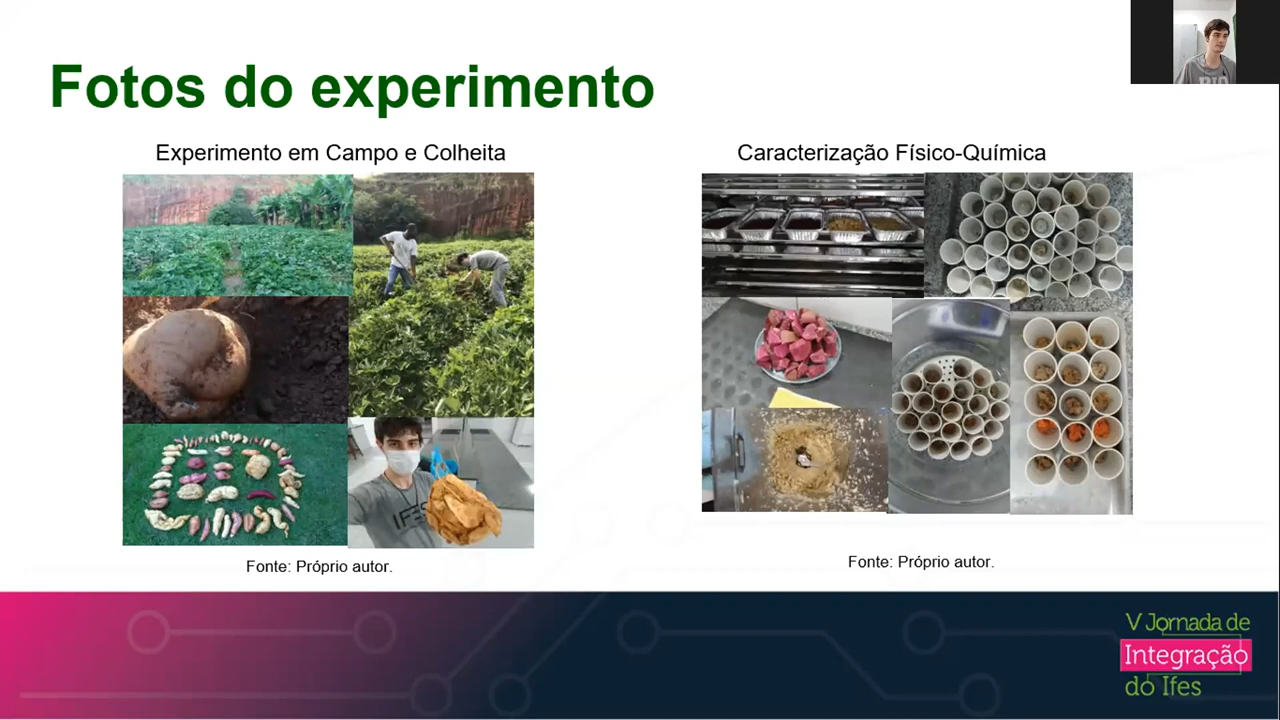 Fotos do experimento
Experimento em Campo e Colheita
Caracterização Físico-Química
IFES
Fonte: Próprio autor.
Fonte: Próprio autor.
V Jornada de
Integração
do Ifes